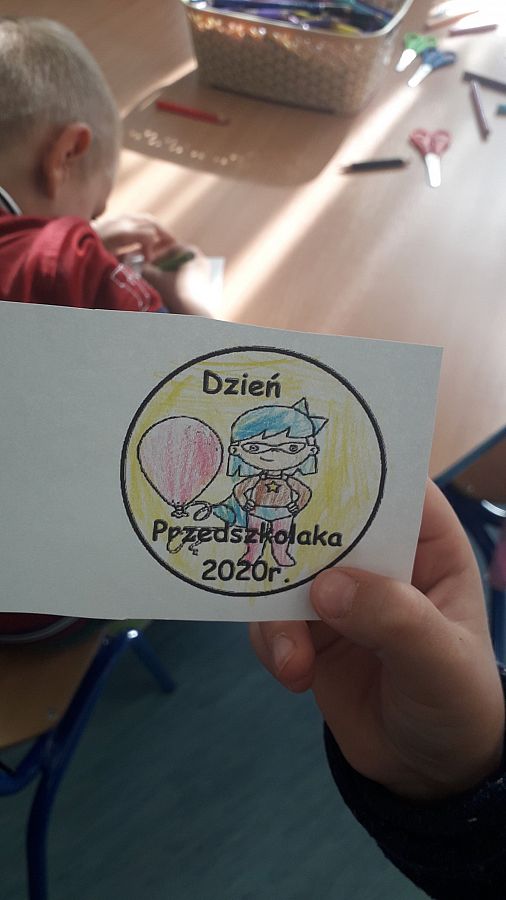 Dzień
Przedszkolaka
2020r.